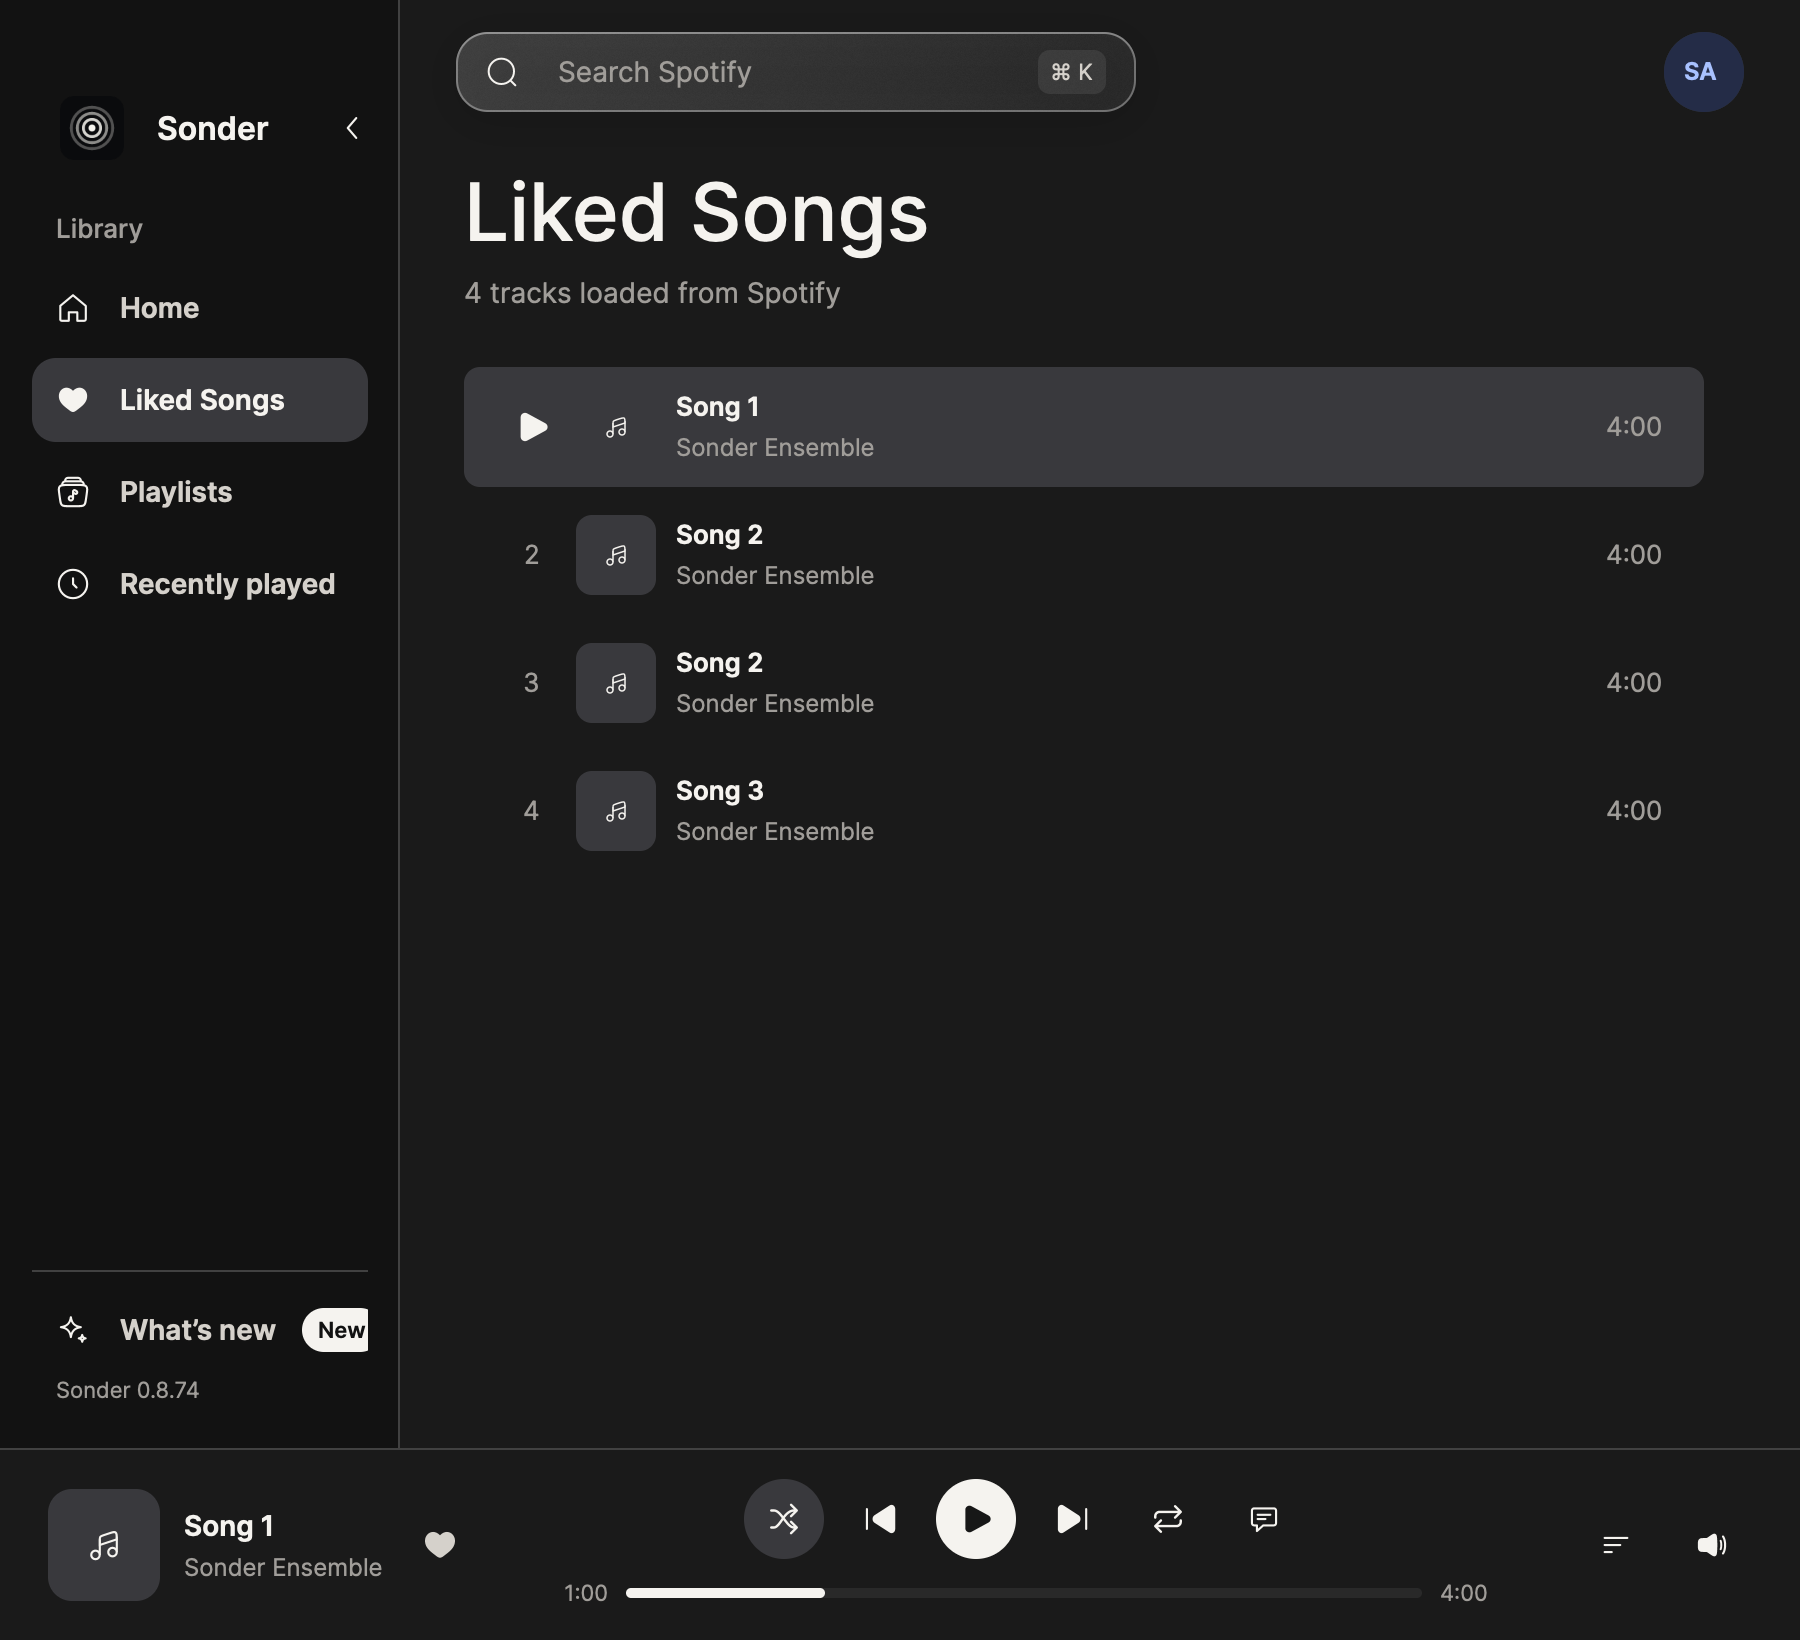 Sonder
Library
Home
Liked Songs
Playlists
Recently played
What’s new
New
Sonder 0.8.74
Search Spotify
⌘ K
SA
Liked Songs
4 tracks loaded from Spotify
Song 1
Sonder Ensemble
4:00
2
Song 2
Sonder Ensemble
4:00
3
Song 2
Sonder Ensemble
4:00
4
Song 3
Sonder Ensemble
4:00
Song 1
Sonder Ensemble
1:00
4:00